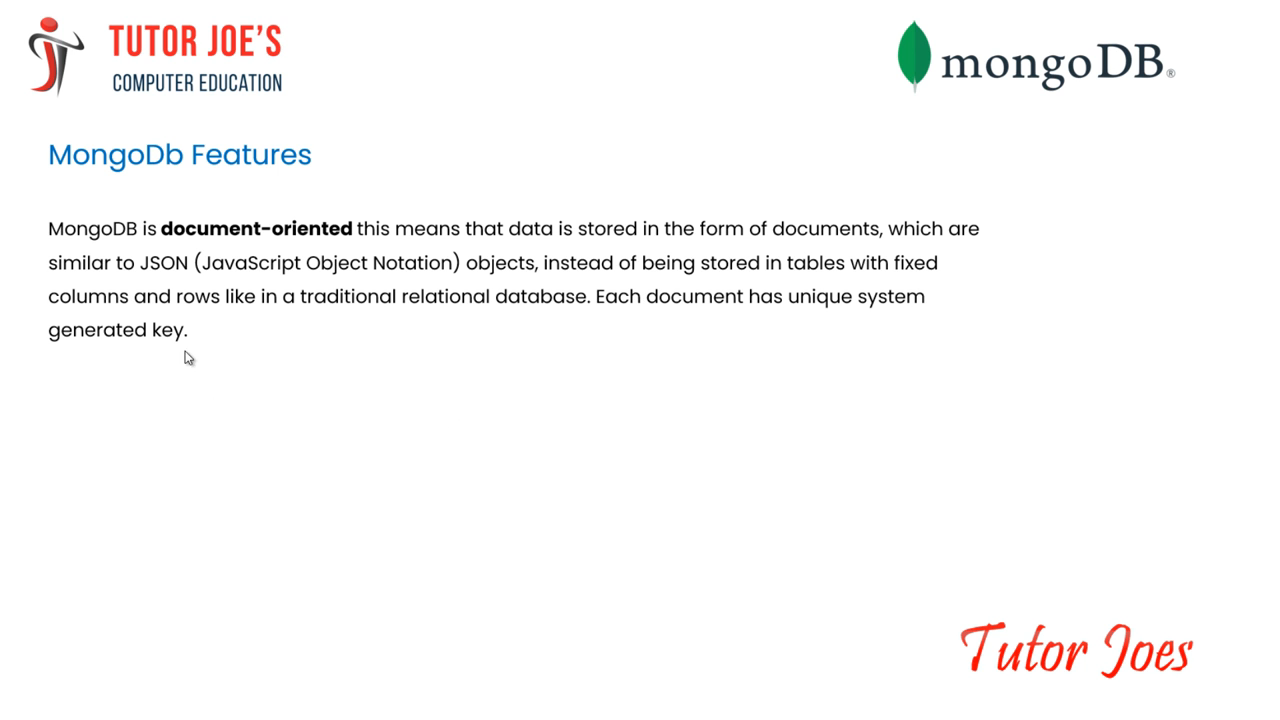 TUTOR JOE'S
COMPUTER EDUCATION
mongoDB®
MongoDb Features
MongoDB is document-oriented this means that data is stored in the form of documents, which are
similar to JSON (JavaScript Object Notation) objects, instead of being stored in tables with fixed
columns and rows like in a traditional relational database. Each document has unique system
generated key.
Tutor Joes